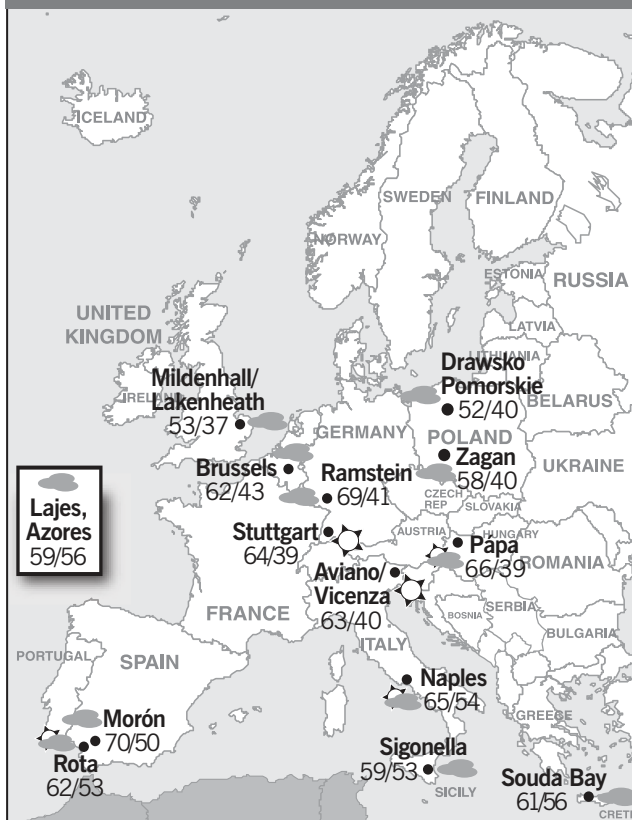 ICELAND
SWEDEN
FINLAND
NORWAY
ESTONIA
RUSSIA
UNITED
KINGDOM
LATVIA
LITHUANIA
Drawsko
Pomorskie
52/40
Mildenhall/
Lakenheath
53/37
IRELAND
BELARUS
GERMANY
POLAND
Zagan
58/40
Brussels
62/43
Ramstein
69/41
UKRAINE
CZECH
REP
SLOVAKIA
Lajes,
Azores
59/56
Stuttgart
64/39
AUSTRIA
HUNGARY
Pápa
66/39
ROMANIA
Aviano/
Vicenza
63/40
FRANCE
BOSNIA
SERBIA
BULGARIA
ITALY
PORTUGAL
SPAIN
Naples
65/54
Morón
70/50
GREECE
Rota
62/53
Sigonella
59/53
SICILY
Souda Bay
61/56
CRETE